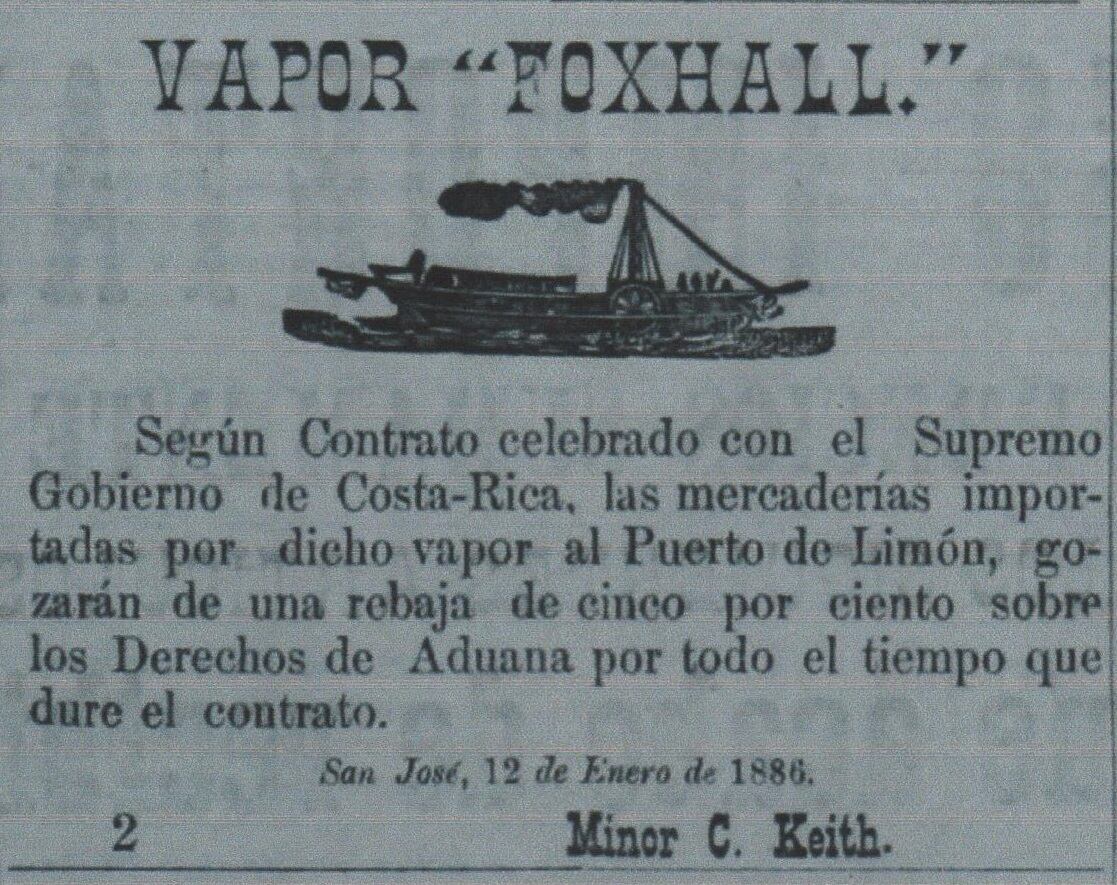 VAPOR “FOXHALL.”
Según Contrato celebrado con el Supremo
Gobierno de Costa-Rica, las mercaderías impor-
tadas por dicho vapor al Puerto de Limón, go-
zarán de una rebaja de cinco por ciento sobre
los Derechos de Aduana por todo el tiempo que
dure el contrato.
San José, 12 de Enero de 1886.
2 Minor C. Keith.